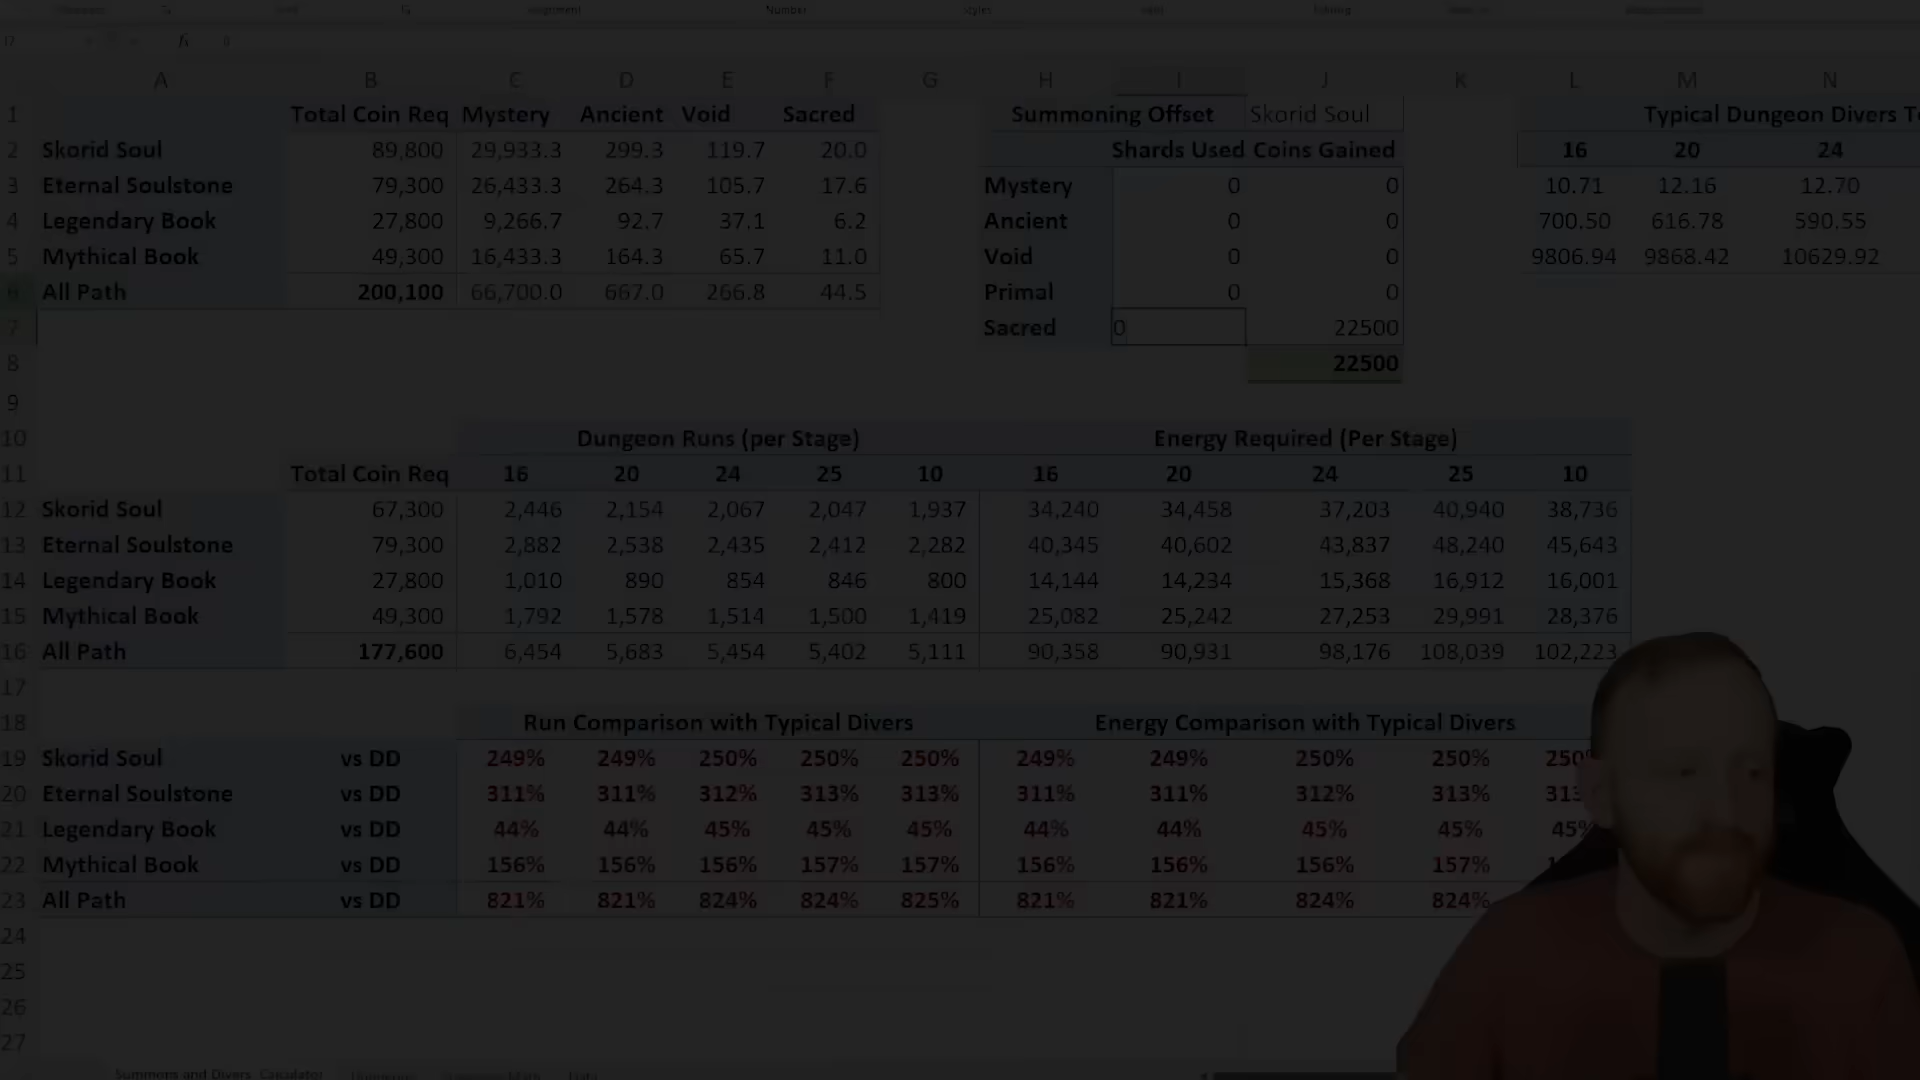 Alignment Number Styles Editing
I7 fx 0
A B C D E F G H I J K L M N
1 Total Coin Req Mystery Ancient Void Sacred Summoning Offset Skorid Soul Typical Dungeon Divers
2 Skorid Soul 89,800 29,933.3 299.3 119.7 20.0 Shards Used Coins Gained 16 20 24
3 Eternal Soulstone 79,300 26,433.3 264.3 105.7 17.6 Mystery 0 0 10.71 12.16 12.70
4 Legendary Book 27,800 9,266.7 92.7 37.1 6.2 Ancient 0 0 700.50 616.78 590.55
5 Mythical Book 49,300 16,433.3 164.3 65.7 11.0 Void 0 0 9806.94 9868.42 10629.92
6 All Path 200,100 66,700.0 667.0 266.8 44.5 Primal 0 0
7 Sacred 0 22500
8 22500
9
10 Dungeon Runs (per Stage) Energy Required (Per Stage)
11 Total Coin Req 16 20 24 25 10 16 20 24 25 10
12 Skorid Soul 67,300 2,446 2,154 2,067 2,047 1,937 34,240 34,458 37,203 40,940 38,736
13 Eternal Soulstone 79,300 2,882 2,538 2,435 2,412 2,282 40,345 40,602 43,837 48,240 45,643
14 Legendary Book 27,800 1,010 890 854 846 800 14,144 14,234 15,368 16,912 16,001
15 Mythical Book 49,300 1,792 1,578 1,514 1,500 1,419 25,082 25,242 27,253 29,991 28,376
16 All Path 177,600 6,454 5,683 5,454 5,402 5,111 90,358 90,931 98,176 108,039 102,223
17
18 Run Comparison with Typical Divers Energy Comparison with Typical Divers
19 Skorid Soul vs DD 249% 249% 250% 250% 250% 249% 249% 250% 250% 250%
20 Eternal Soulstone vs DD 311% 311% 312% 313% 313% 311% 311% 312% 313% 313
21 Legendary Book vs DD 44% 44% 45% 45% 45% 44% 44% 45% 45% 45%
22 Mythical Book vs DD 156% 156% 156% 157% 157% 156% 156% 156% 157%
23 All Path vs DD 821% 821% 824% 824% 825% 821% 821% 824% 824%
24
25
26
27
Summons and Divers Calculator